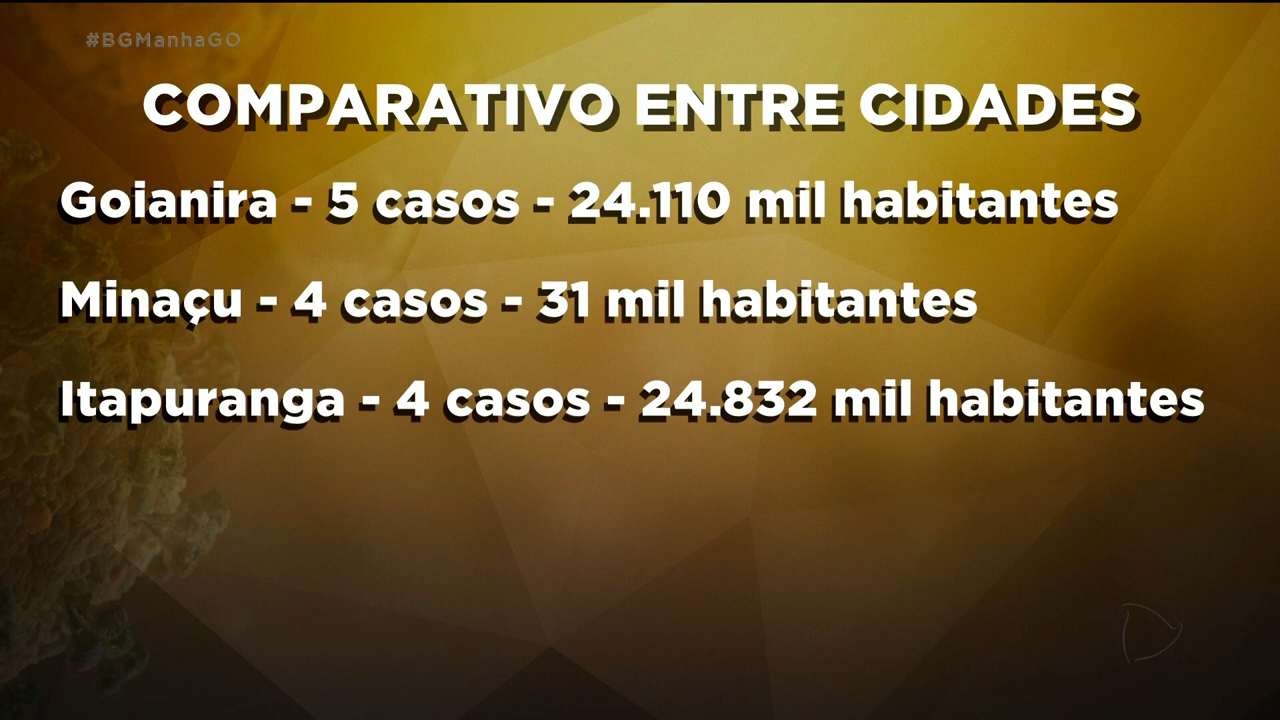 #BGManhaGO
COMPARATIVO ENTRE CIDADES
Goianira - 5 casos - 24.110 mil habitantes
Minaçu - 4 casos - 31 mil habitantes
Itapuranga - 4 casos - 24.832 mil habitantes